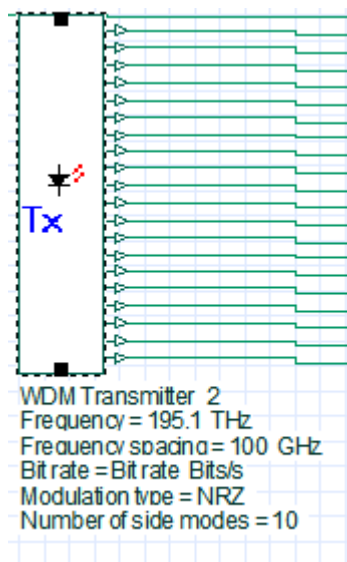 Tx
WDM Transmitter 2
Frequency = 195.1 THz
Frequency spacing = 100 GHz
Bit rate = Bit rate Bits/s
Modulation type = NRZ
Number of side modes = 10